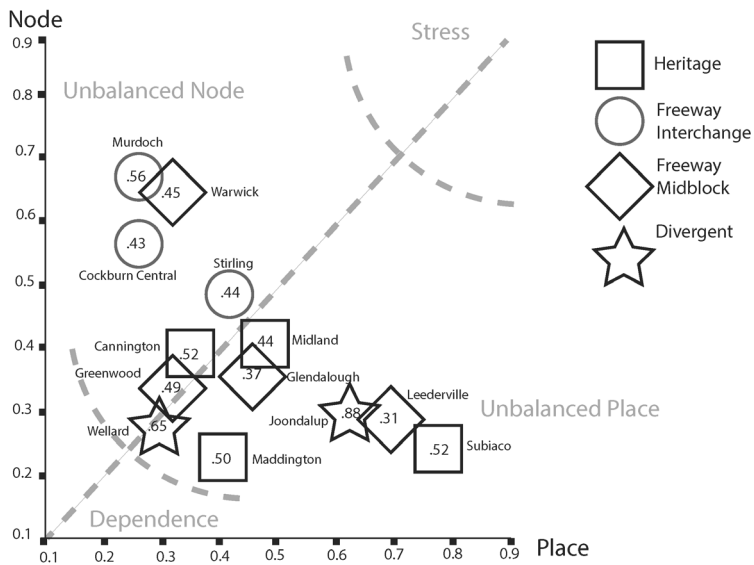 Node
0.9
0.8
0.7
0.6
0.5
0.4
0.3
0.2
0.1
0.1
0.2
0.3
0.4
0.5
0.6
0.7
0.8
0.9
Place
Stress
Unbalanced Node
Unbalanced Place
Dependence
Murdoch
.56
.45
Warwick
.43
Cockburn Central
Stirling
.44
Cannington
.52
.44
Midland
Greenwood
.49
.37
Glendalough
Wellard
.65
Joondalup
.88
Leederville
.31
.52
Subiaco
.50
Maddington
Heritage
Freeway
Interchange
Freeway
Midblock
Divergent